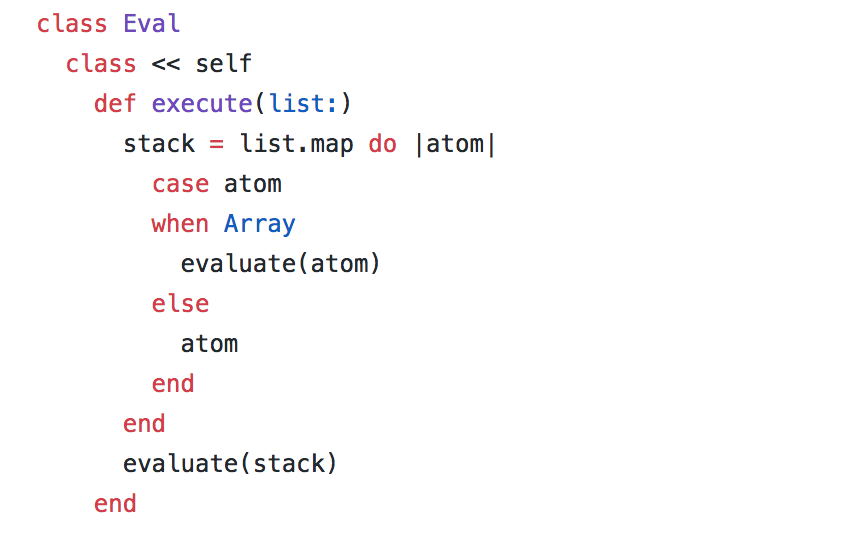 class Eval
  class << self
    def execute(list:)
      stack = list.map do |atom|
        case atom
        when Array
          evaluate(atom)
        else
          atom
        end
      end
      evaluate(stack)
    end